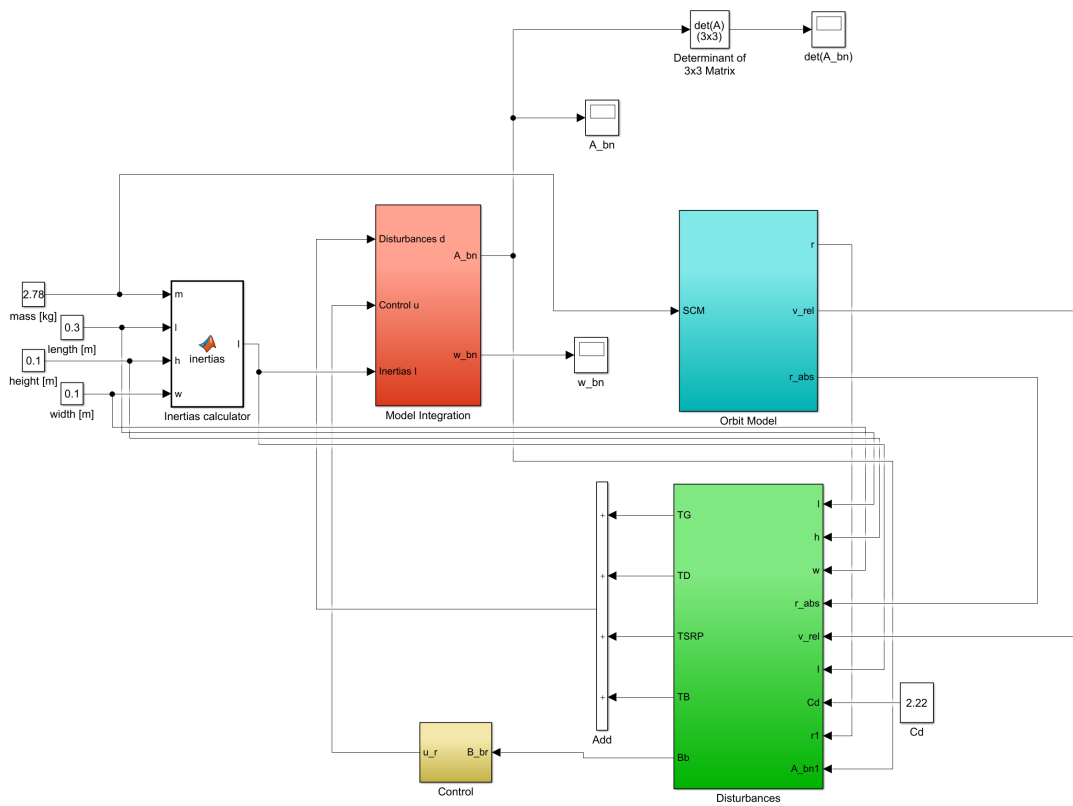 det(A)
(3x3)
Determinant of
3x3 Matrix
det(A_bn)
A_bn
2.78
mass [kg]
0.3
length [m]
0.1
height [m]
0.1
width [m]
m
l
h
w
inertias
I
Inertias calculator
Disturbances d
Control u
Inertias I
A_bn
w_bn
Model Integration
w_bn
SCM
r
v_rel
r_abs
Orbit Model
+
+
+
+
Add
TG
TD
TSRP
TB
Bb
l
h
w
r_abs
v_rel
I
Cd
r1
A_bn1
Disturbances
2.22
Cd
u_r
B_br
Control